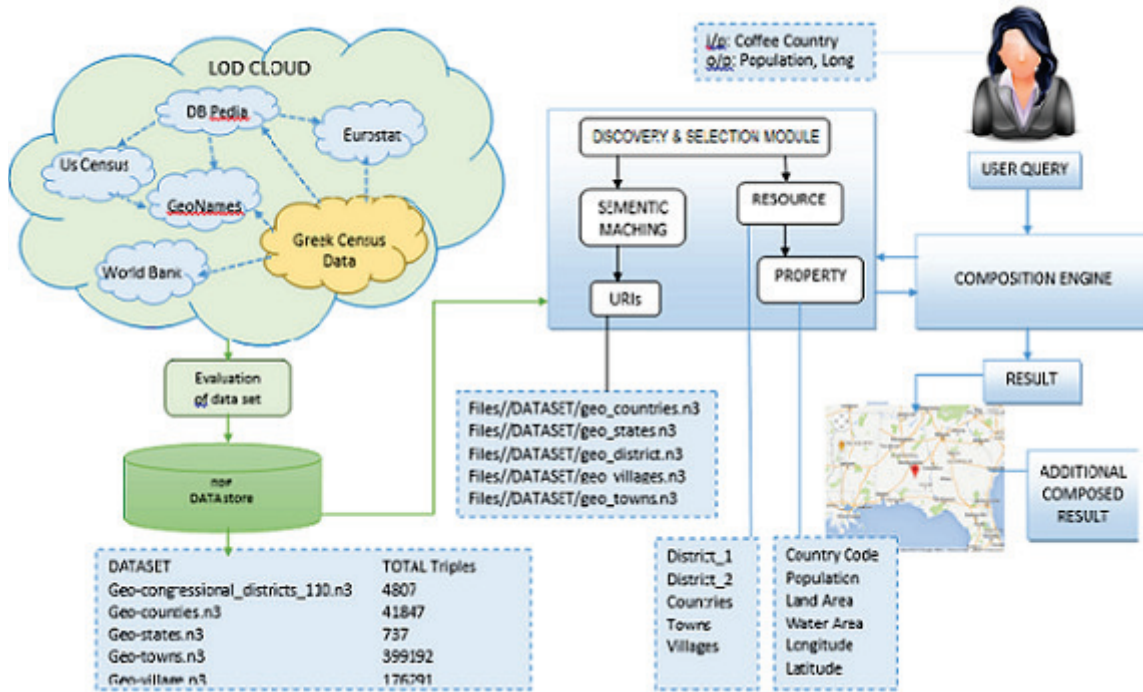 LOD CLOUD
DB Pedia
Eurostat
Us Census
GeoNames
Greek Census
Data
World Bank
Evaluation
of data set
DATA store
DATASET TOTAL Triples
Geo-congressional_districts_110.n3 4807
Geo-counties.n3 41847
Geo-states.n3 737
Geo-towns.n3 399192
Geo-village.n3 176291
i/p: Coffee Country
o/p: Population, Long
DISCOVERY & SELECTION MODULE
SEMENTIC
MACHING
URIs
RESOURCE
PROPERTY
Files//DATASET/geo_countries.n3
Files//DATASET/geo_states.n3
Files//DATASET/geo_district.n3
Files//DATASET/geo_villages.n3
Files//DATASET/geo_towns.n3
District_1
District_2
Countries
Towns
Villages
Country Code
Population
Land Area
Water Area
Longitude
Latitude
USER QUERY
COMPOSITION ENGINE
RESULT
ADDITIONAL
COMPOSED
RESULT